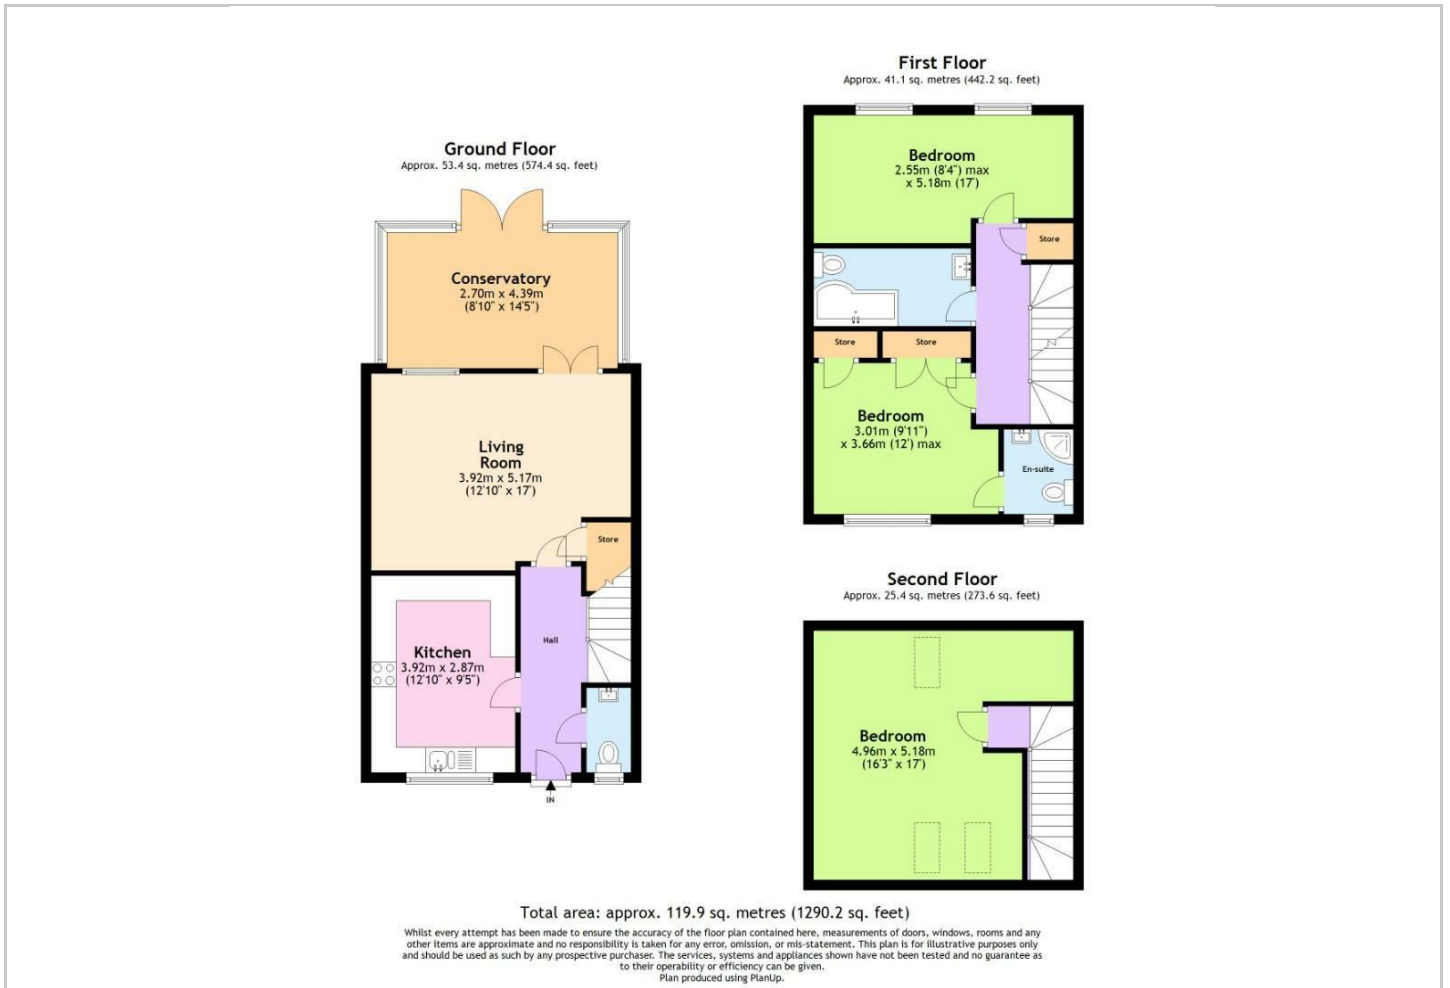 Ground Floor
Approx. 53.4 sq. metres (574.4 sq. feet)
Conservatory
2.70m x 4.39m
(8'10" x 14'5")
Living
Room
3.92m x 5.17m
(12'10" x 17')
Store
Hall
Kitchen
3.92m x 2.87m
(12'10" x 9'5")
IN
First Floor
Approx. 41.1 sq. metres (442.2 sq. feet)
Bedroom
2.55m (8'4") max
x 5.18m (17')
Store
Store
Store
Bedroom
3.01m (9'11")
x 3.66m (12') max
En-suite
Second Floor
Approx. 25.4 sq. metres (273.6 sq. feet)
Bedroom
4.96m x 5.18m
(16'3" x 17')
Total area: approx. 119.9 sq. metres (1290.2 sq. feet)
Whilst every attempt has been made to ensure the accuracy of the floor plan contained here, measurements of doors, windows, rooms and any
other items are approximate and no responsibility is taken for any error, omission, or mis-statement. This plan is for illustrative purposes only
and should be used as such by any prospective purchaser. The services, systems and appliances shown have not been tested and no guarantee as
to their operability or efficiency can be given.
Plan produced using PlanUp.